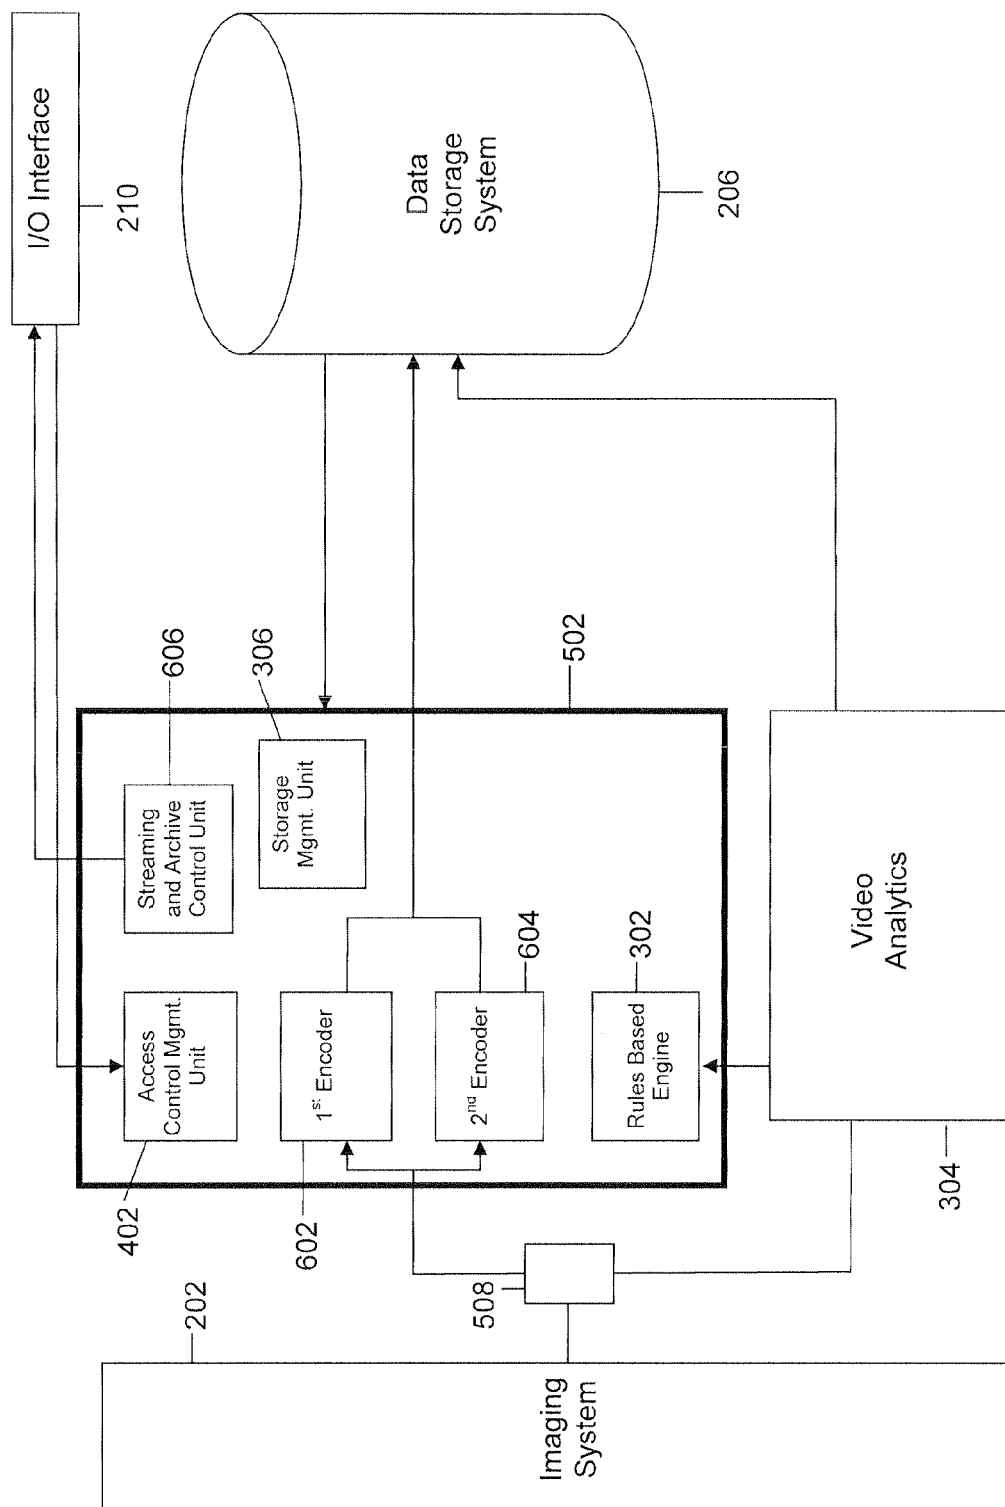 202
Imaging
System
508
402
602
Access
Control Mgmt.
Unit
1st Encoder
2nd Encoder
604
Rules Based
Engine
302
Streaming
and Archive
Control Unit
606
Storage
Mgmt. Unit
306
502
Video
Analytics
304
I/O Interface
210
Data
Storage
System
206